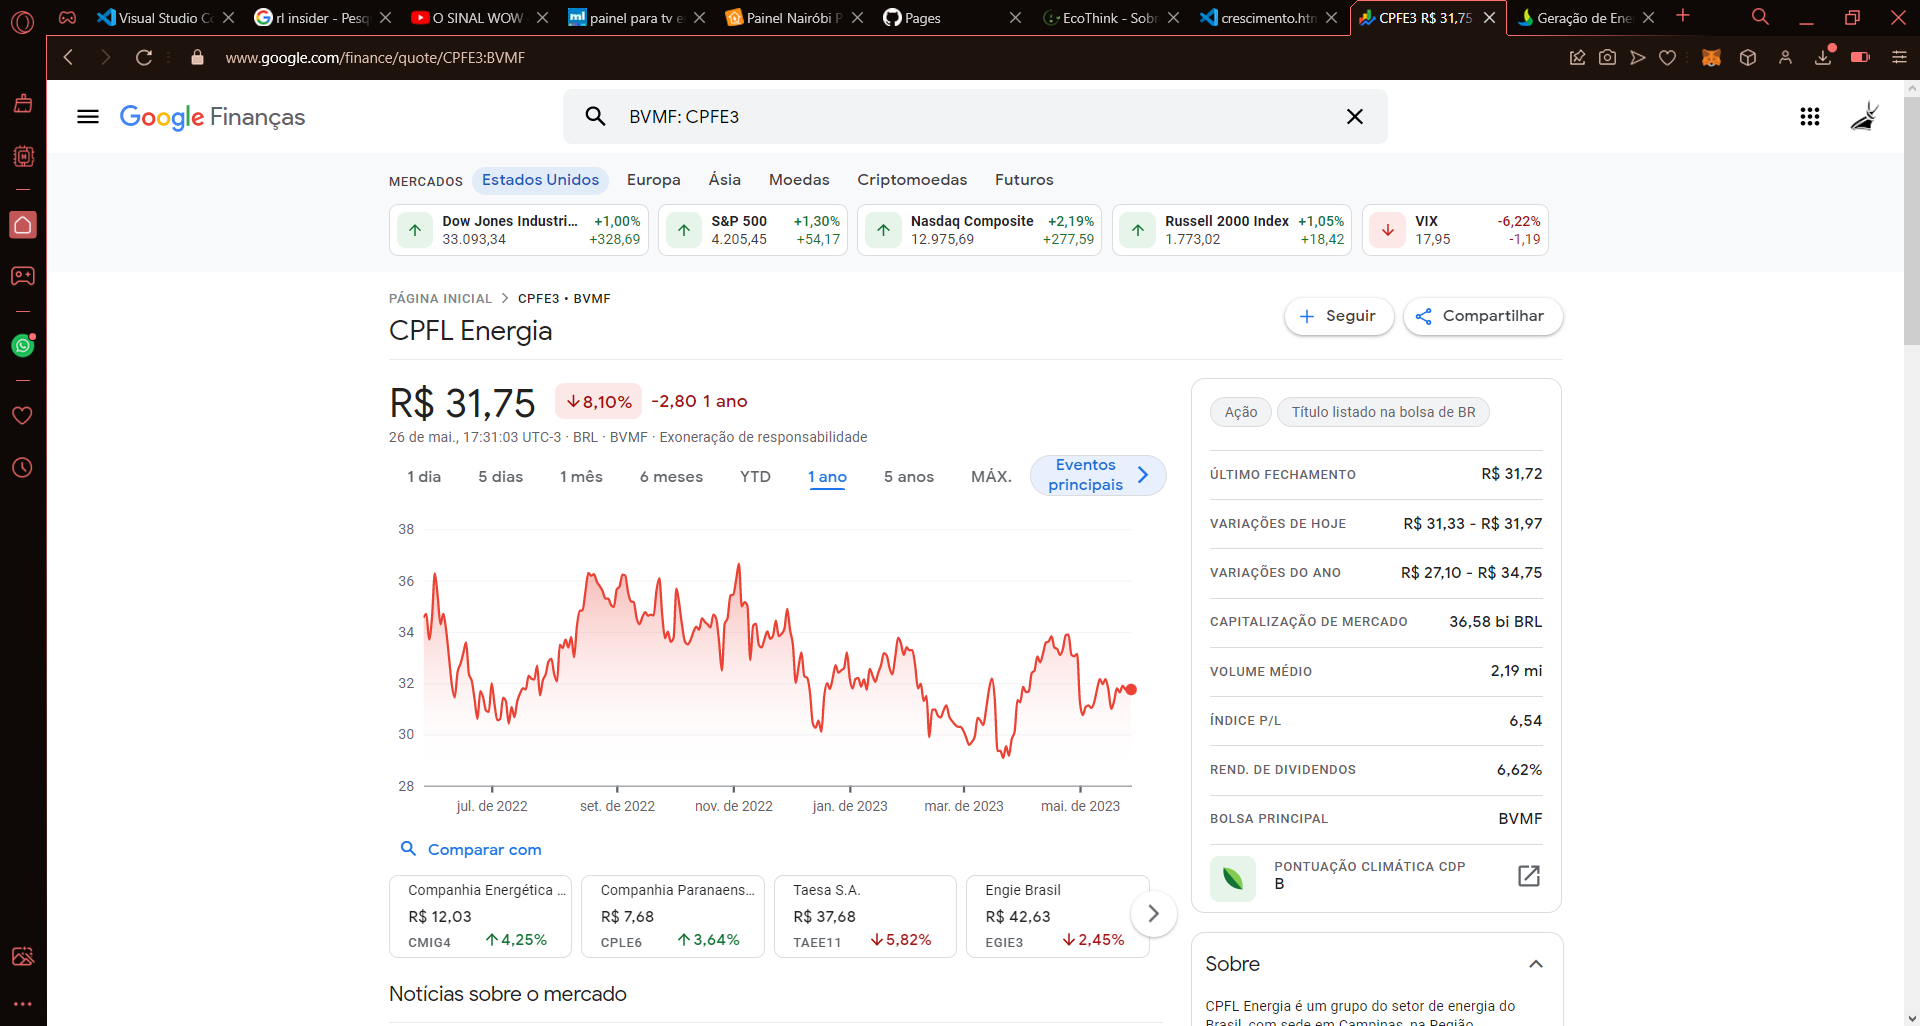 Visual Studio Co
rl insider - Pesq
O SINAL WOW
painel para tv e
Painel Nairóbi P
Pages
EcoThink - Sobr
crescimento.htm
CPFE3 R$ 31,75
Geração de Ene
www.google.com/finance/quote/CPFE3:BVMF
Google Finanças
BVMF: CPFE3
MERCADOS Estados Unidos Europa Ásia Moedas Criptomoedas Futuros
Dow Jones Industri... +1,00%
33.093,34 +328,69
S&P 500 +1,30%
4.205,45 +54,17
Nasdaq Composite +2,19%
12.975,69 +277,59
Russell 2000 Index +1,05%
1.773,02 +18,42
VIX -6,22%
17,95 -1,19
PÁGINA INICIAL > CPFE3 • BVMF
CPFL Energia
Seguir
Compartilhar
R$ 31,75 ↓8,10% -2,80 1 ano
26 de mai., 17:31:03 UTC-3 · BRL · BVMF · Exoneração de responsabilidade
1 dia 5 dias 1 mês 6 meses YTD 1 ano 5 anos MÁX.
Eventos
principais
38
36
34
32
30
28
jul. de 2022 set. de 2022 nov. de 2022 jan. de 2023 mar. de 2023 mai. de 2023
Comparar com
Companhia Energética ...
R$ 12,03
CMIG4 ↑4,25%
Companhia Paranaens...
R$ 7,68
CPLE6 ↑3,64%
Taesa S.A.
R$ 37,68
TAEE11 ↓5,82%
Engie Brasil
R$ 42,63
EGIE3 ↓2,45%
Notícias sobre o mercado
Ação Título listado na bolsa de BR
ÚLTIMO FECHAMENTO R$ 31,72
VARIAÇÕES DE HOJE R$ 31,33 - R$ 31,97
VARIAÇÕES DO ANO R$ 27,10 - R$ 34,75
CAPITALIZAÇÃO DE MERCADO 36,58 bi BRL
VOLUME MÉDIO 2,19 mi
ÍNDICE P/L 6,54
REND. DE DIVIDENDOS 6,62%
BOLSA PRINCIPAL BVMF
PONTUAÇÃO CLIMÁTICA CDP
B
Sobre
CPFL Energia é um grupo do setor de energia do
Brasil, com sede em Campinas, na Região